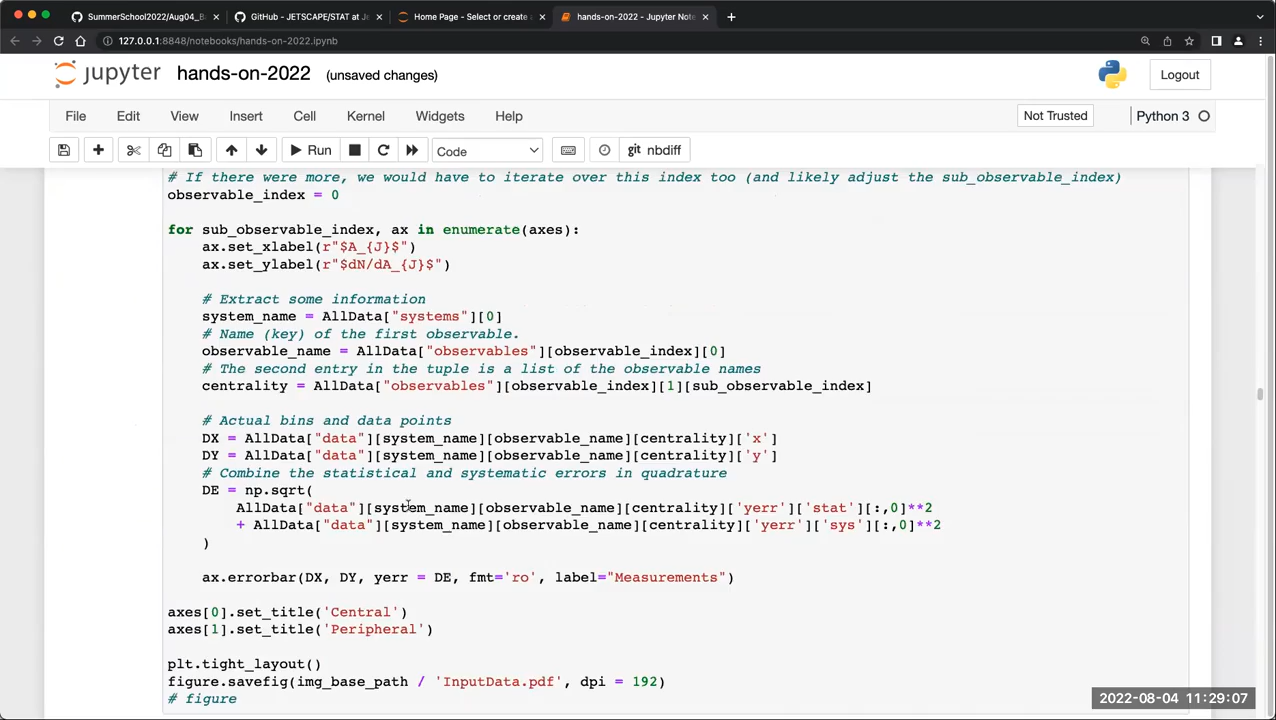 SummerSchool2022/Aug04_B
GitHub - JETSCAPE/STAT at J
Home Page - Select or create
hands-on-2022 - Jupyter Note
127.0.0.1:8848/notebooks/hands-on-2022.ipynb
jupyter hands-on-2022 (unsaved changes)
Logout
File Edit View Insert Cell Kernel Widgets Help
Not Trusted
Python 3
Run
Code
git nbdiff
# If there were more, we would have to iterate over this index too (and likely adjust the sub_observable_index)
observable_index = 0
for sub_observable_index, ax in enumerate(axes):
ax.set_xlabel(r"$A_{J}$")
ax.set_ylabel(r"$dN/dA_{J}$")
# Extract some information
system_name = AllData["systems"][0]
# Name (key) of the first observable.
observable_name = AllData["observables"][observable_index][0]
# The second entry in the tuple is a list of the observable names
centrality = AllData["observables"][observable_index][1][sub_observable_index]
# Actual bins and data points
DX = AllData["data"][system_name][observable_name][centrality]['x']
DY = AllData["data"][system_name][observable_name][centrality]['y']
# Combine the statistical and systematic errors in quadrature
DE = np.sqrt(
AllData["data"][system_name][observable_name][centrality]['yerr']['stat'][:,0]**2
+ AllData["data"][system_name][observable_name][centrality]['yerr']['sys'][:,0]**2
)
ax.errorbar(DX, DY, yerr = DE, fmt='ro', label="Measurements")
axes[0].set_title('Central')
axes[1].set_title('Peripheral')
plt.tight_layout()
figure.savefig(img_base_path / 'InputData.pdf', dpi = 192)
# figure
2022-08-04 11:29:07